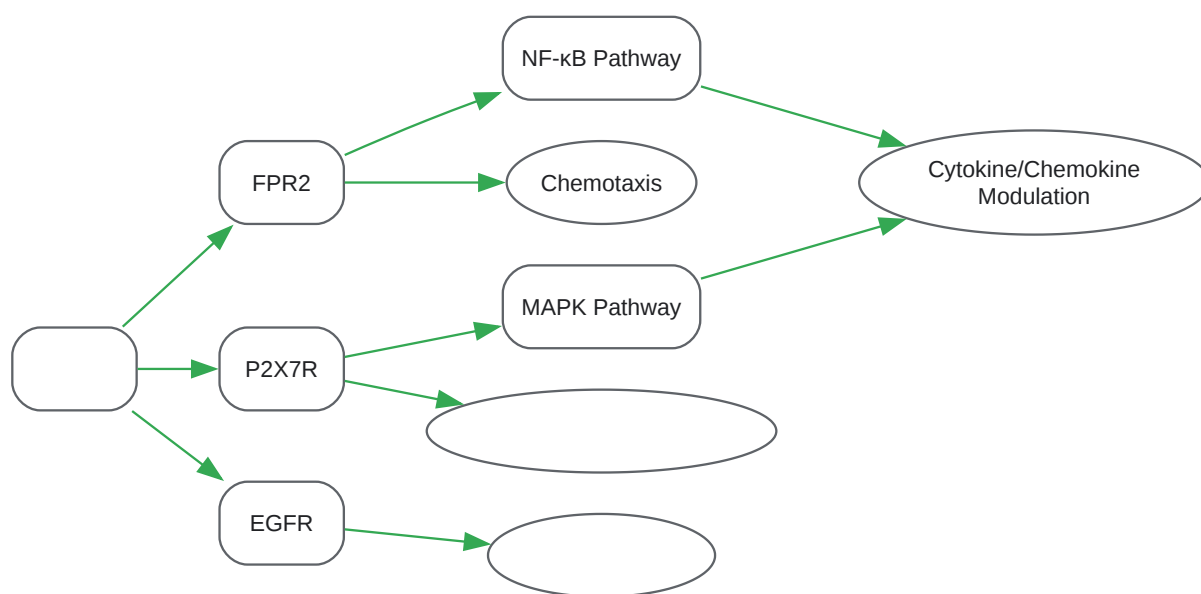 NF-κB Pathway
FPR2
Chemotaxis
Cytokine/Chemokine
Modulation
MAPK Pathway
P2X7R
EGFR